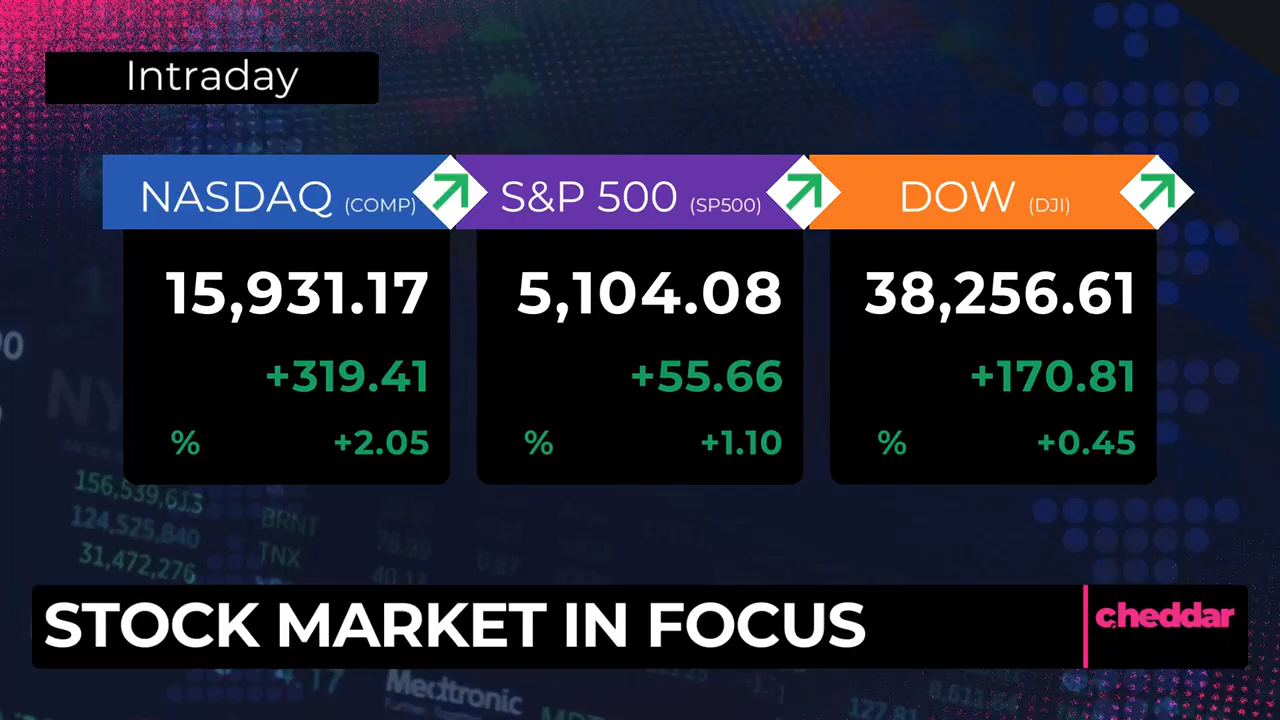 Intraday
NASDAQ (COMP)
S&P 500 (SP500)
DOW (DJI)
15,931.17
5,104.08
38,256.61
+319.41
+55.66
+170.81
% +2.05
% +1.10
% +0.45
156,539,613
124,525,840
31,472,276
BRNT
TNX
STOCK MARKET IN FOCUS
cheddar
Medtronic